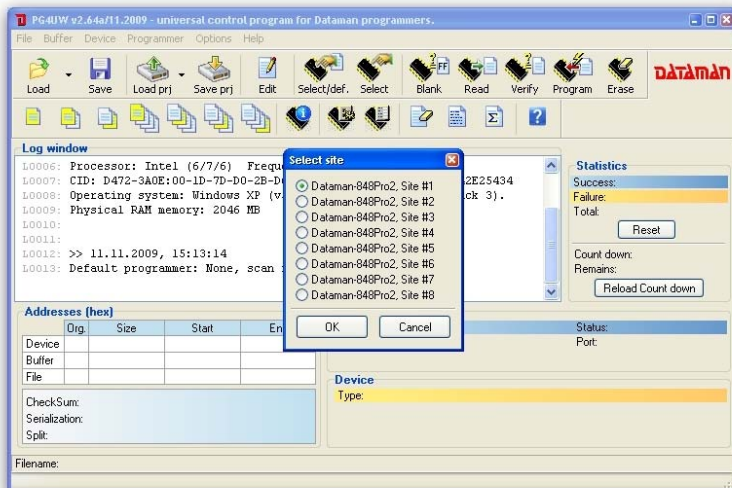 PG4UW v2.64a/11.2009 - universal control program for Dataman programmers.
File Buffer Device Programmer Options Help
Load Save Load prj Save prj Edit Select/def. Select Blank Read Verify Program Erase
DATAMAN
Log window
L0006: Processor: Intel (6/7/6) Frequ
L0007: CID: D472-3A0E:00-1D-7D-D0-2B-D 2E25434
L0008: Operating system: Windows XP (v ck 3).
L0009: Physical RAM memory: 2046 MB
L0010:
L0011:
L0012: >> 11.11.2009, 15:13:14
L0013: Default programmer: None, scan
Select site
Dataman-848Pro2, Site #1
Dataman-848Pro2, Site #2
Dataman-848Pro2, Site #3
Dataman-848Pro2, Site #4
Dataman-848Pro2, Site #5
Dataman-848Pro2, Site #6
Dataman-848Pro2, Site #7
Dataman-848Pro2, Site #8
OK Cancel
Statistics
Success:
Failure:
Total:
Reset
Count down:
Remains:
Reload Count down
Addresses (hex)
Org. Size Start En
Device
Buffer
File
CheckSum:
Serialization:
Split:
Status:
Port:
Device
Type:
Filename: